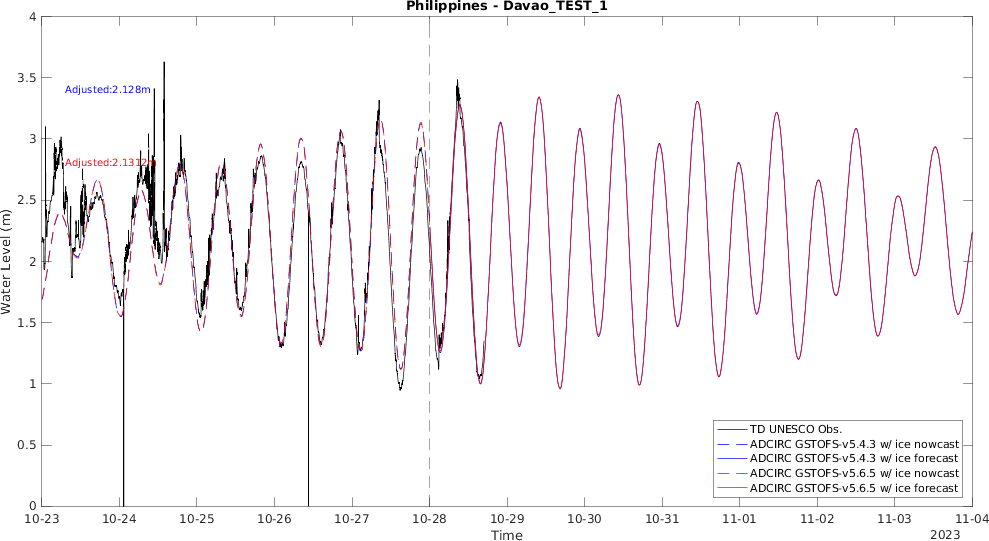 Philippines - Davao_TEST_1
4
3.5
3
2.5
2
1.5
1
0.5
0
Water Level (m)
Adjusted:2.128m
Adjusted:2.1312m
TD UNESCO Obs.
ADCIRC GSTOFS-v5.4.3 w/ ice nowcast
ADCIRC GSTOFS-v5.4.3 w/ ice forecast
ADCIRC GSTOFS-v5.6.5 w/ ice nowcast
ADCIRC GSTOFS-v5.6.5 w/ ice forecast
10-23 10-24 10-25 10-26 10-27 10-28 10-29 10-30 10-31 11-01 11-02 11-03 11-04
Time
2023